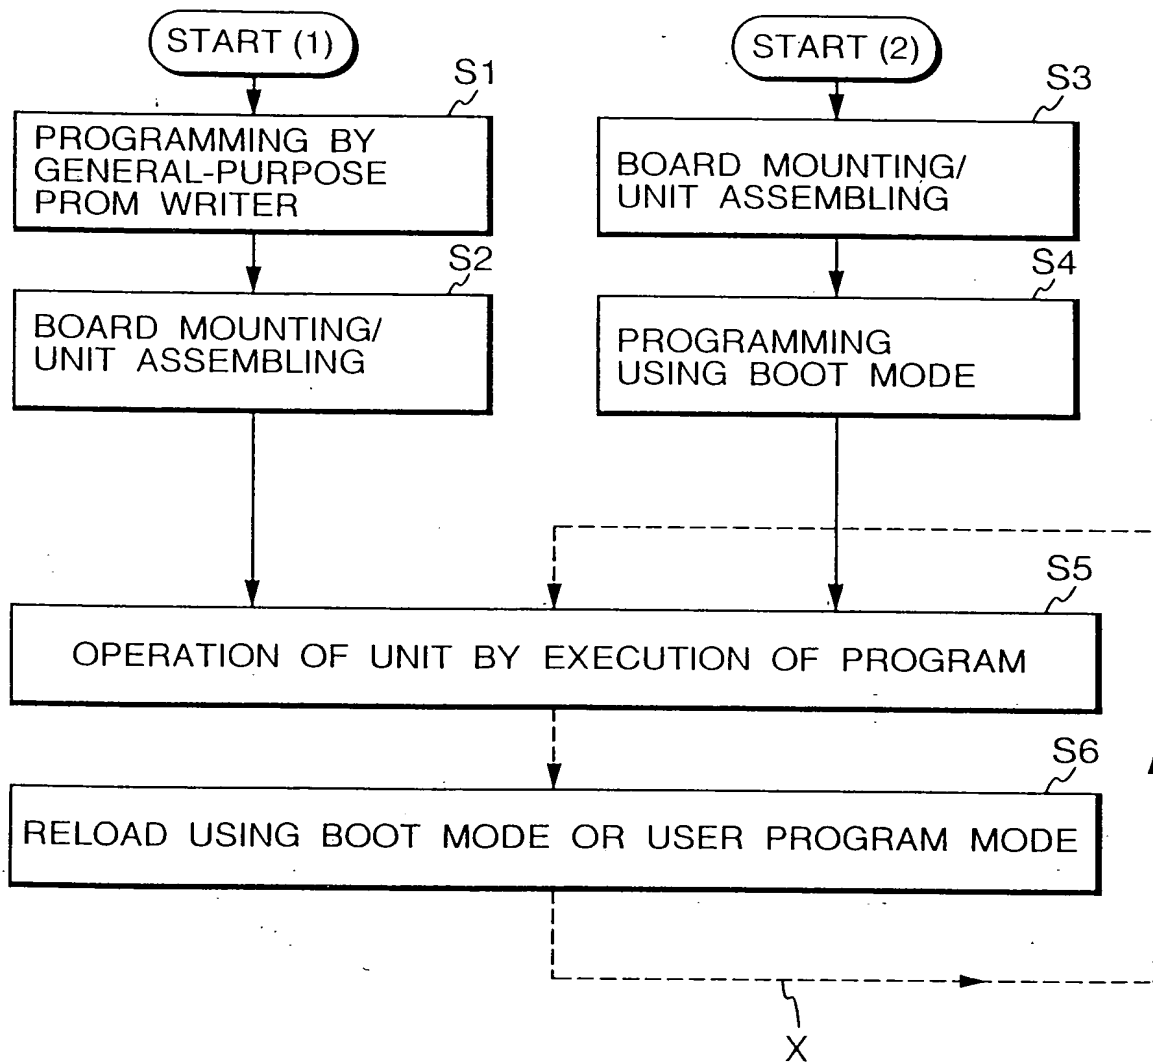 START (1)
S1
PROGRAMMING BY
GENERAL-PURPOSE
PROM WRITER
S2
BOARD MOUNTING/
UNIT ASSEMBLING
START (2)
S3
BOARD MOUNTING/
UNIT ASSEMBLING
S4
PROGRAMMING
USING BOOT MODE
S5
OPERATION OF UNIT BY EXECUTION OF PROGRAM
S6
RELOAD USING BOOT MODE OR USER PROGRAM MODE
X